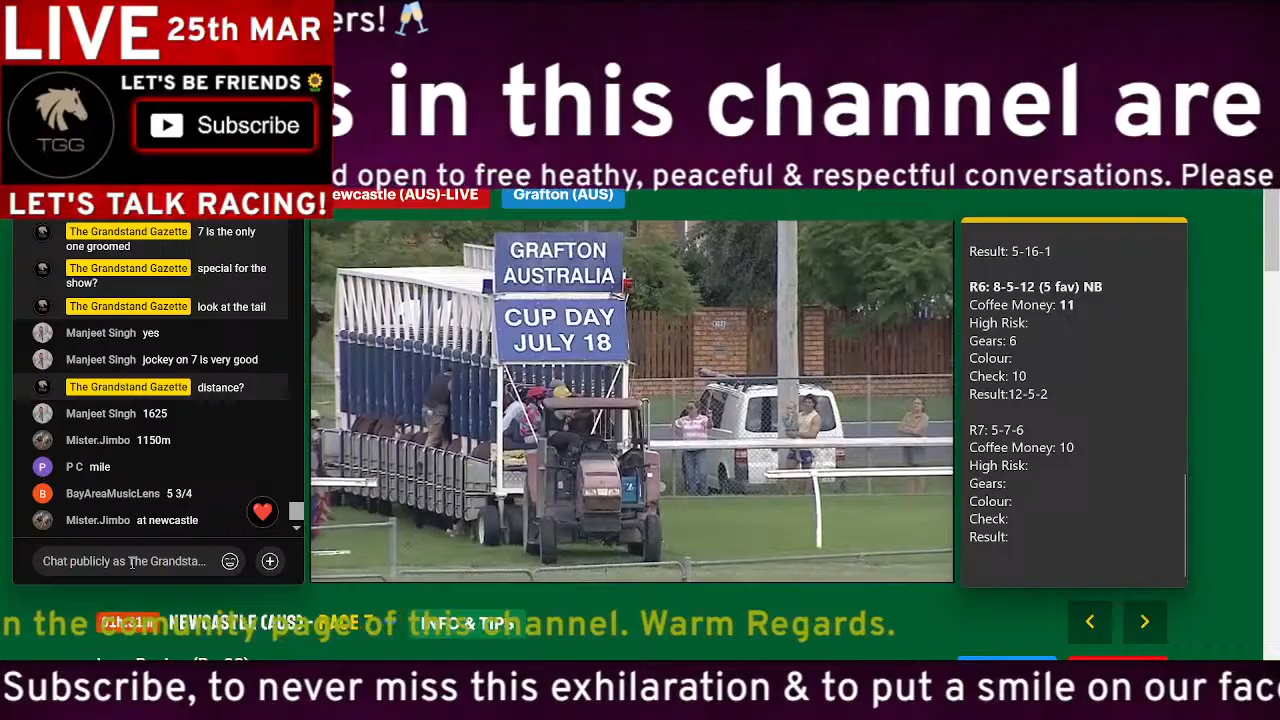 LIVE 25th MAR
LET'S BE FRIENDS
Subscribe
TGG
LET'S TALK RACING!
ers!
s in this channel are
d open to free heathy, peaceful & respectful conversations. Please
ewcastle (AUS)-LIVE
Grafton (AUS)
The Grandstand Gazette 7 is the only
one groomed
The Grandstand Gazette special for the
show?
The Grandstand Gazette look at the tail
Manjeet Singh yes
Manjeet Singh jockey on 7 is very good
The Grandstand Gazette distance?
Manjeet Singh 1625
Mister.Jimbo 1150m
P C mile
BayAreaMusicLens 5 3/4
Mister.Jimbo at newcastle
Chat publicly as The Grandsta...
GRAFTON
AUSTRALIA
CUP DAY
JULY 18
Result: 5-16-1
R6: 8-5-12 (5 fav) NB
Coffee Money: 11
High Risk:
Gears: 6
Colour:
Check: 10
Result:12-5-2
R7: 5-7-6
Coffee Money: 10
High Risk:
Gears:
Colour:
Check:
Result:
NEWCASTLE (AUS) - RACE 7
INFO & TIPS
n the community page of this channel. Warm Regards.
Subscribe, to never miss this exhilaration & to put a smile on our fac